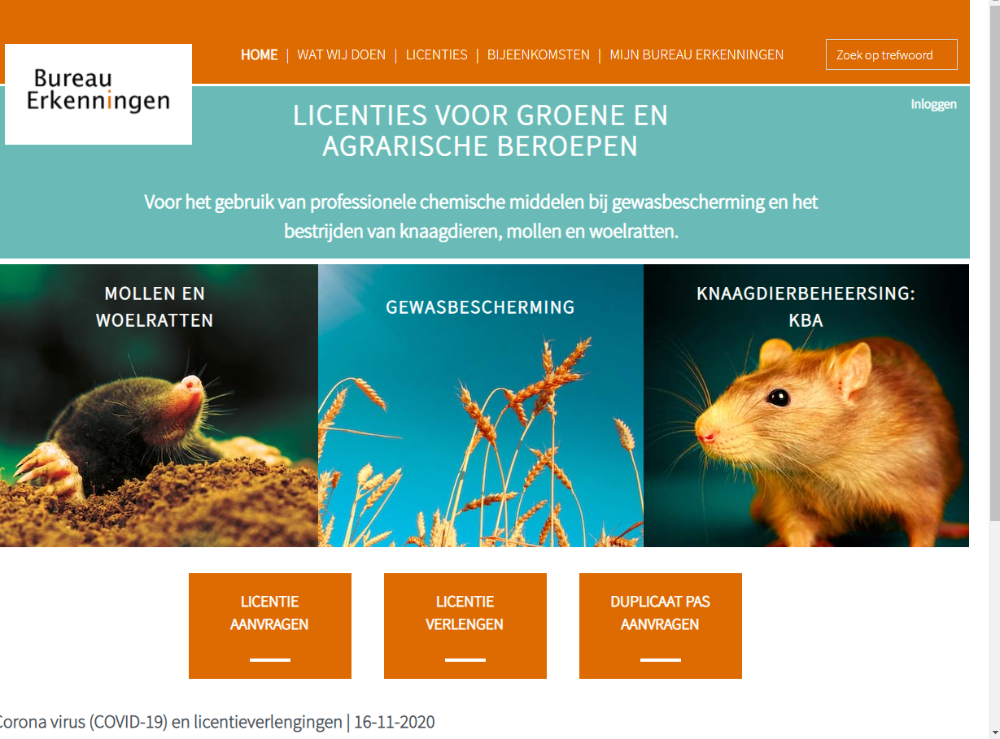 HOME | WAT WIJ DOEN | LICENTIES | BIJEENKOMSTEN | MIJN BUREAU ERKENNINGEN
Zoek op trefwoord
Bureau
Erkenningen
Inloggen
LICENTIES VOOR GROENE EN
AGRARISCHE BEROEPEN
Voor het gebruik van professionele chemische middelen bij gewasbescherming en het
bestrijden van knaagdieren, mollen en woelratten.
MOLLEN EN
WOELRATTEN
GEWASBESCHERMING
KNAAGDIERBEHEERSING:
KBA
LICENTIE
AANVRAGEN
LICENTIE
VERLENGEN
DUPLICAAT PAS
AANVRAGEN
Corona virus (COVID-19) en licentieverlengingen | 16-11-2020